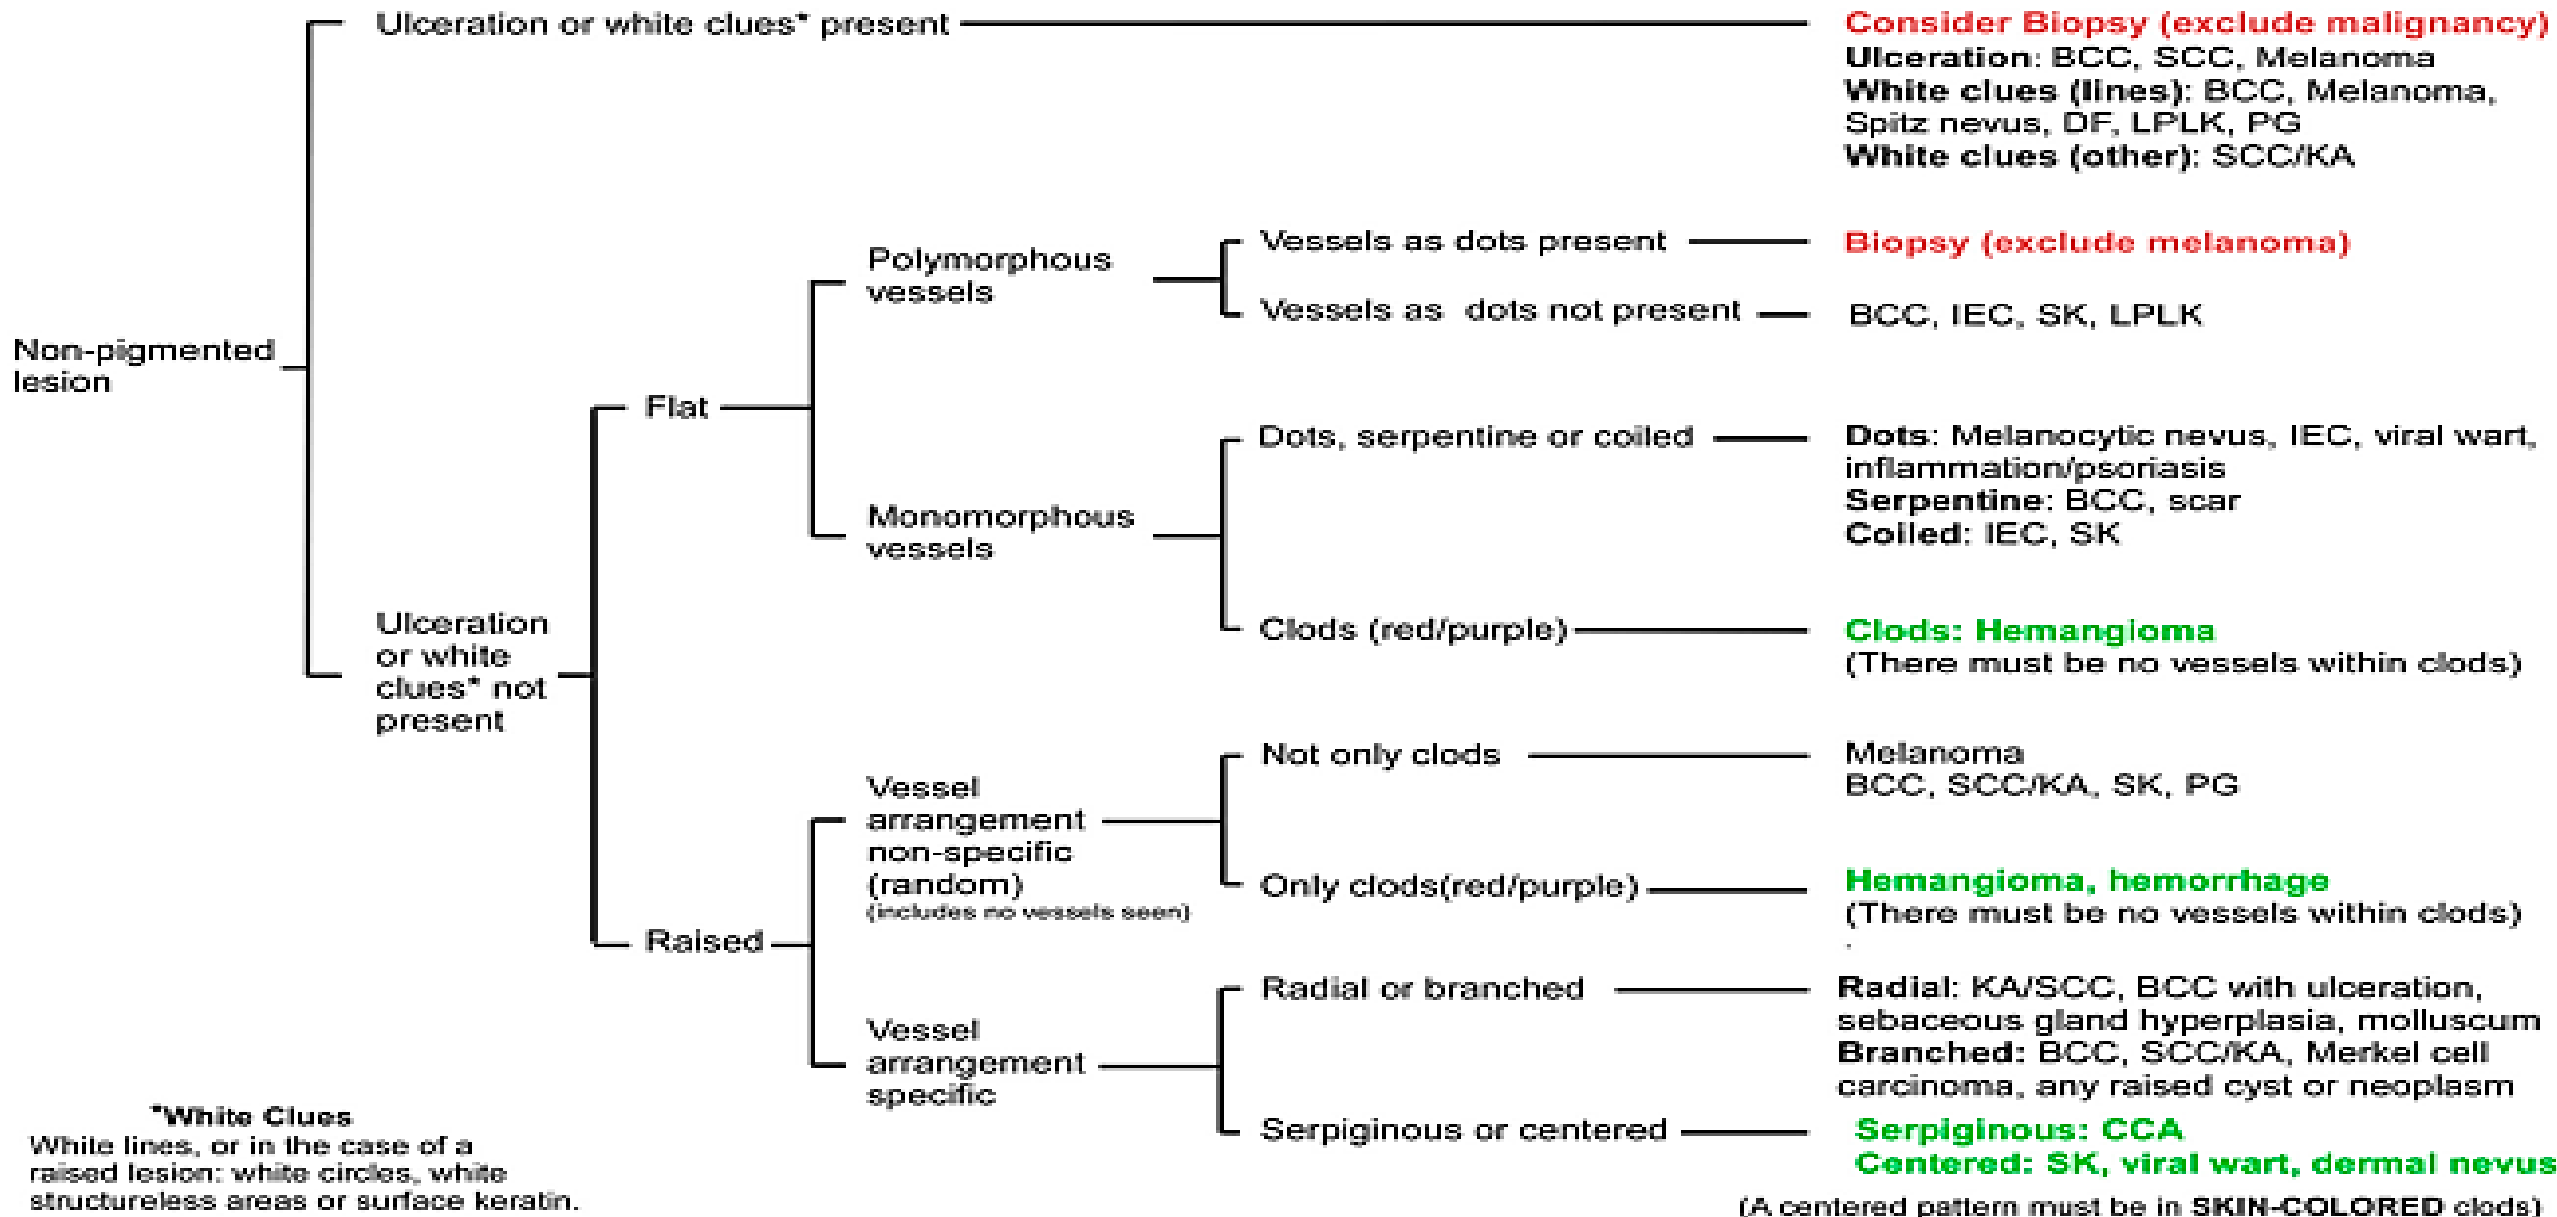 Ulceration or white clues* present
Consider Biopsy (exclude malignancy)
Ulceration: BCC, SCC, Melanoma
White clues (lines): BCC, Melanoma,
Spitz nevus, DF, LPLK, PG
White clues (other): SCC/KA
Non-pigmented
lesion
Ulceration
or white
clues* not
present
Flat
Polymorphous
vessels
Vessels as dots present
Biopsy (exclude melanoma)
Vessels as dots not present
BCC, IEC, SK, LPLK
Monomorphous
vessels
Dots, serpentine or coiled
Dots: Melanocytic nevus, IEC, viral wart,
inflammation/psoriasis
Serpentine: BCC, scar
Coiled: IEC, SK
Clods (red/purple)
Clods: Hemangioma
(There must be no vessels within clods)
Raised
Vessel
arrangement
non-specific
(random)
(includes no vessels seen)
Not only clods
Melanoma
BCC, SCC/KA, SK, PG
Only clods(red/purple)
Hemangioma, hemorrhage
(There must be no vessels within clods)
.
Vessel
arrangement
specific
Radial or branched
Radial: KA/SCC, BCC with ulceration,
sebaceous gland hyperplasia, molluscum
Branched: BCC, SCC/KA, Merkel cell
carcinoma, any raised cyst or neoplasm
Serpiginous or centered
Serpiginous: CCA
Centered: SK, viral wart, dermal nevus
(A centered pattern must be in SKIN-COLORED clods)
*White Clues
White lines, or in the case of a
raised lesion: white circles, white
structureless areas or surface keratin.